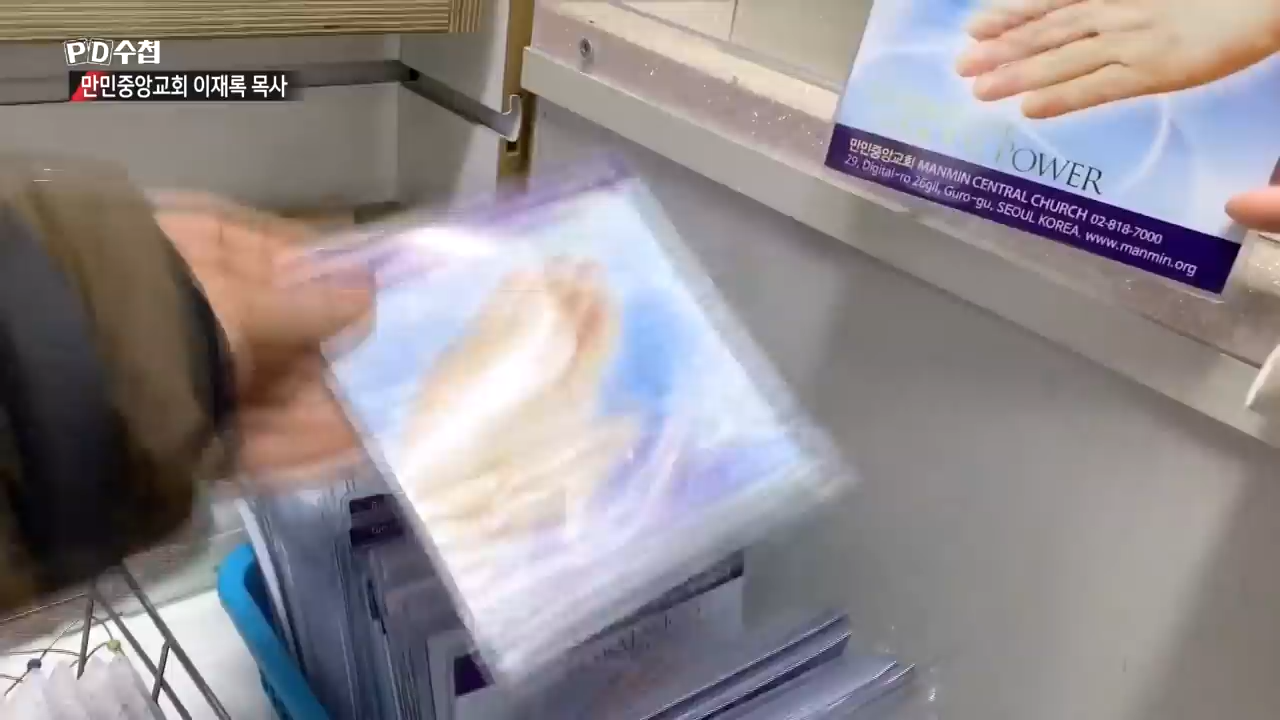 PD수첩
만민중앙교회 이재록 목사
POWER
만민중앙교회 MANMIN CENTRAL CHURCH 02-818-7000
29, Digital-ro 26gil, Guro-gu, SEOUL KOREA. www.manmin.org